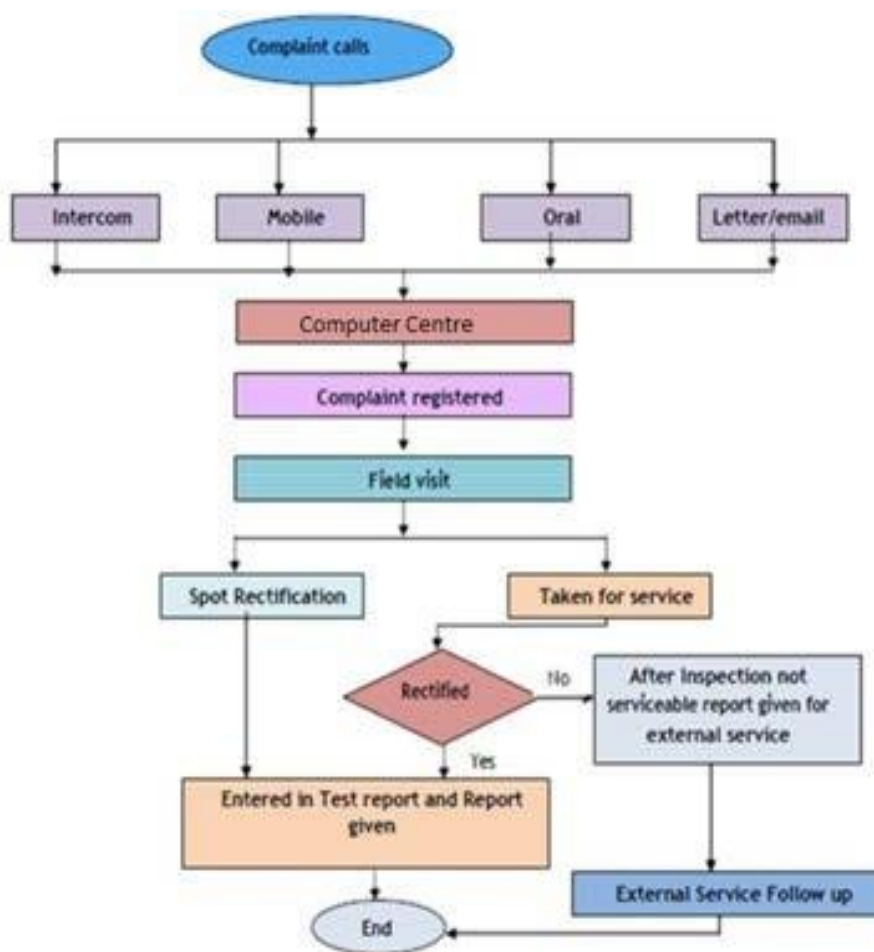 Complaint calls
Intercom
Mobile
Oral
Letter/email
Computer Centre
Complaint registered
Field visit
Spot Rectification
Taken for service
Rectified
No
After Inspection not
serviceable report given for
external service
Yes
Entered in Test report and Report
given
External Service Follow up
End